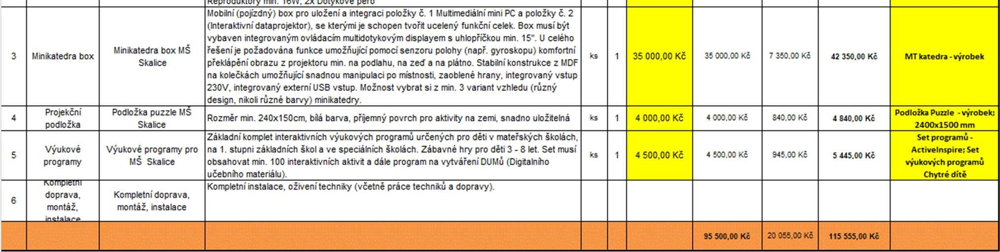 Reproduktory min. 16W, 2x Dotykové pero
3
Minikatedra box
Minikatedra box MŠ
Skalice
Mobilní (pojízdný) box pro uložení a integraci položky č. 1 Multimediální mini PC a položky č. 2
(Interaktivní dataprojektor), se kterými je schopen tvořit ucelený funkční celek. Box musí být
vybaven integrovaným ovládacím multidotykovým displayem s uhlopříčkou min. 15". U celého
řešení je požadována funkce umožňující pomocí senzoru polohy (např. gyroskopu) komfortní
překlápění obrazu z projektoru min. na podlahu, na zeď a na plátno. Stabilní konstrukce z MDF
na kolečkách umožňující snadnou manipulaci po místnosti, zaoblené hrany, integrovaný vstup
230V, integrovaný externí USB vstup. Možnost vybrat si z min. 3 variant vzhledu (různý
design, nikoli různé barvy) minikatedry.
ks
1
35 000,00 Kč
35 000,00 Kč
7 350,00 Kč
42 350,00 Kč
MT katedra - výrobek
4
Projekční
podložka
Podložka puzzle MŠ
Skalice
Rozměr min. 240x150cm, bílá barva, příjemný povrch pro aktivity na zemi, snadno uložitelná
ks
1
4 000,00 Kč
4 000,00 Kč
840,00 Kč
4 840,00 Kč
Podložka Puzzle - výrobek;
2400x1500 mm
5
Výukové
programy
Výukové programy pro
MŠ Skalice
Základní komplet interaktivních výukových programů určených pro děti v mateřských školách,
na 1. stupni základních škol a ve speciálních školách. Zábavné hry pro děti 3 - 8 let. Set musí
obsahovat min. 100 interaktivních aktivit a dále program na vytváření DUMů (Digitalního
učebního materiálu).
ks
1
4 500,00 Kč
4 500,00 Kč
945,00 Kč
5 445,00 Kč
Set programů -
ActiveInspire; Set
výukových programů
Chytré dítě
6
Kompletní
doprava,
montáž,
instalace
Kompletní doprava,
montáž, instalace
Kompletní instalace, oživení techniky (včetně práce techniků a dopravy).
95 500,00 Kč
20 055,00 Kč
115 555,00 Kč